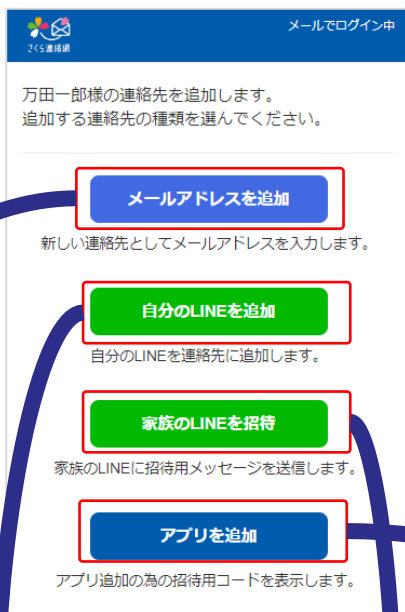 さくら連絡網
メールでログイン中
万田一郎様の連絡先を追加します。
追加する連絡先の種類を選んでください。
メールアドレスを追加
新しい連絡先としてメールアドレスを入力します。
自分のLINEを追加
自分のLINEを連絡先に追加します。
家族のLINEを招待
家族のLINEに招待用メッセージを送信します。
アプリを追加
アプリ追加の為の招待用コードを表示します。